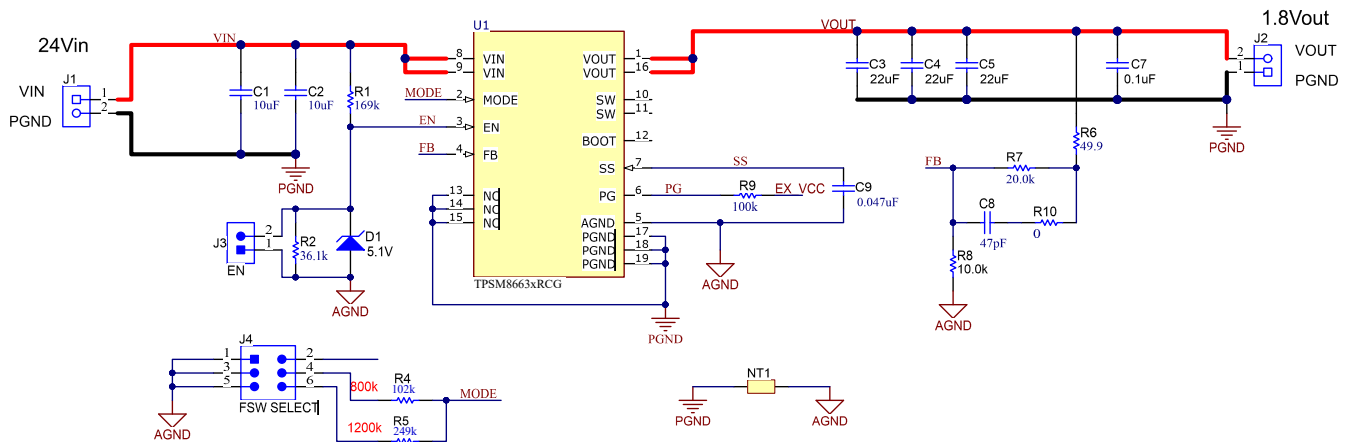 24Vin
J1
VIN
PGND
1
2
VIN
C1
10uF
C2
10uF
R1
169k
PGND
MODE
EN
FB
U1
8 VIN
9 VIN
2 MODE
3 EN
4 FB
13 NC
14 NC
15 NC
VOUT 1
VOUT 16
SW 10
SW 11
BOOT 12
SS 7
PG 6
AGND 5
PGND 17
PGND 18
PGND 19
TPSM8663xRCG
SS
PG
R9
100k
EX_VCC
C9
0.047uF
AGND
PGND
VOUT
C3
22uF
C4
22uF
C5
22uF
C7
0.1uF
1.8Vout
J2
2
1
VOUT
PGND
PGND
R6
49.9
FB
R7
20.0k
C8
47pF
R10
0
R8
10.0k
AGND
J3
2
1
EN
R2
36.1k
D1
5.1V
AGND
J4
1 2
3 4
5 6
FSW SELECT
AGND
800k
R4
102k
1200k
R5
249k
MODE
NT1
PGND
AGND